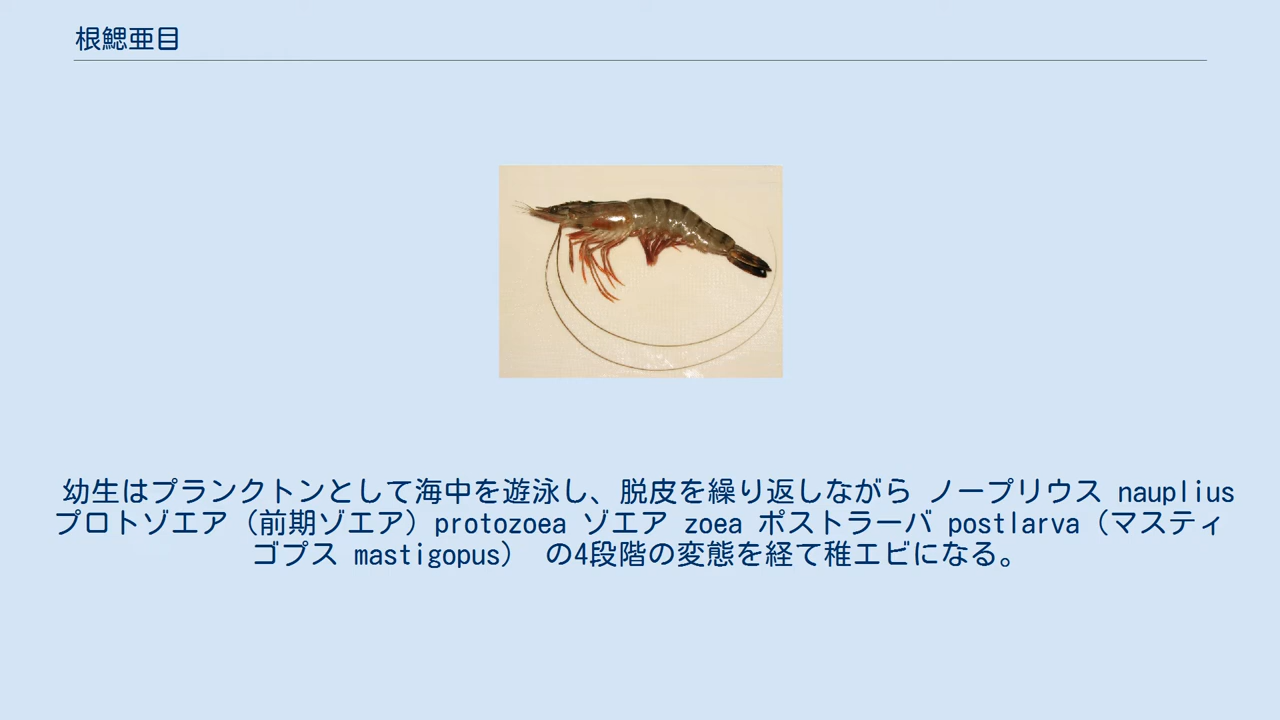 根鰓亜目
幼生はプランクトンとして海中を遊泳し、脱皮を繰り返しながら ノープリウス nauplius
プロトゾエア（前期ゾエア）protozoea ゾエア zoea ポストラーバ postlarva（マスティ
ゴプス mastigopus） の4段階の変態を経て稚エビになる。